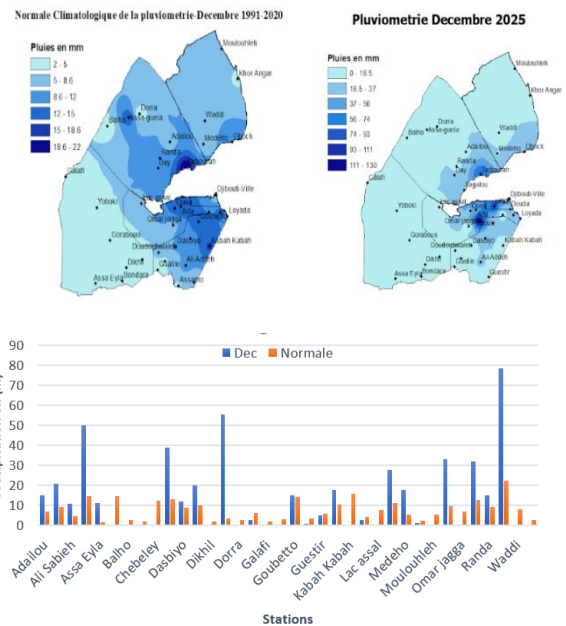 Normale Climatologique de la pluviometrie-Decembre 1991-2020
Pluies en mm
2 - 5
5 - 8.6
8.6 - 12
12 - 15
15 - 18.6
18.6 - 22
Moulouhleh
Khor Angar
Dorra
Balho
Waddi
Adailou
Medeho
Obock
Randa
Day
Galafi
Djibouti-Ville
Yoboki
Loyada
Omar jagga
Gorabous
Dasbiyo
Kabah Kabah
Dikhil
Ali Addeh
Assa Eyla
Bondara
Pluviometrie Decembre 2025
Pluies en mm
0 - 18.5
18.5 - 37
37 - 56
56 - 74
74 - 93
93 - 111
111 - 130
Moulouhleh
Khor Angar
Dorra
Balho
Waddi
Adailou
Medeho
Obock
Randa
Day
Galafi
Djibouti-Ville
Douda
Yoboki
Loyada
Omar jagga
Gorabous
Dasbiyo
Kabah Kabah
Dikhil
Ali Addeh
Assa Eyla
Bondara
Guestir
Dec
Normale
90
80
70
60
50
40
30
20
10
0
Adailou
Ali Sabieh
Assa Eyla
Balho
Chebeley
Dasbiyo
Dikhil
Dorra
Galafi
Goubetto
Guestir
Kabah Kabah
Lac assal
Medeho
Moulouhleh
Omar jagga
Randa
Waddi
Stations